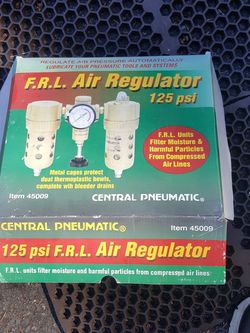 REGULATE AIR PRESSURE AUTOMATICALLY
LUBRICATE YOUR PNEUMATIC TOOLS AND SYSTEMS
F.R.L. Air Regulator
125 psi
F.R.L. Units
Filter Moisture &
Harmful Particles
From Compressed
Air Lines
Metal cages protect
dual thermoplastic bowls,
complete with bleeder drains
Item 45009
CENTRAL PNEUMATIC®
CENTRAL PNEUMATIC®
Item 45009
125 psi F.R.L. Air Regulator
F.R.L. units filter moisture and harmful particles from compressed air lines